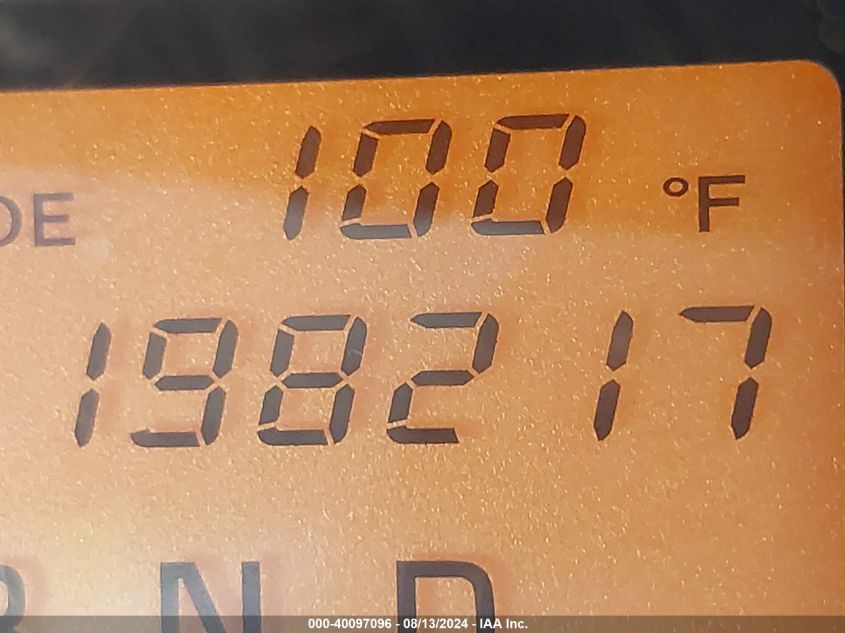 100 °F
DE
198217
R N D
000-40097096 - 08/13/2024 - IAA Inc.